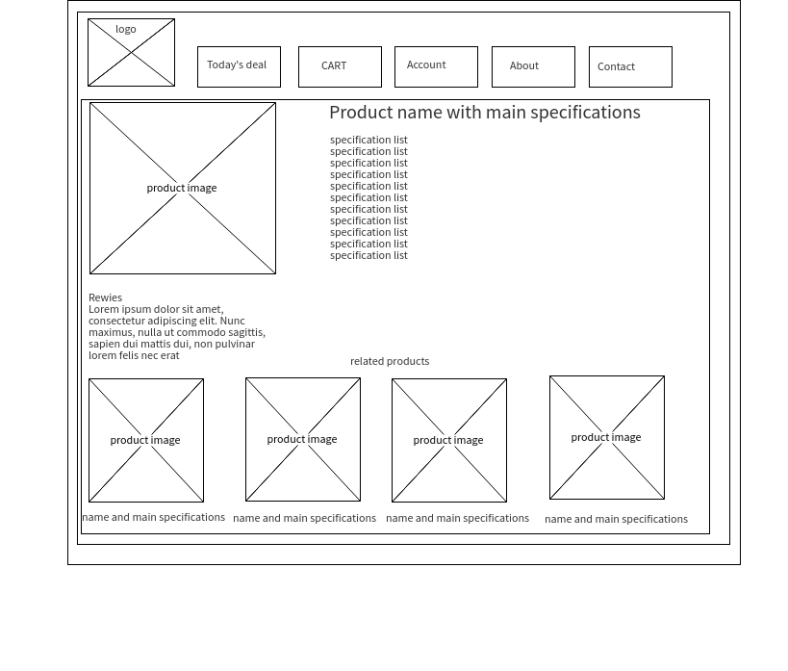 logo
Today's deal
CART
Account
About
Contact
product image
Product name with main specifications
specification list
specification list
specification list
specification list
specification list
specification list
specification list
specification list
specification list
specification list
specification list
Rewies
Lorem ipsum dolor sit amet,
consectetur adipiscing elit. Nunc
maximus, nulla ut commodo sagittis,
sapien dui mattis dui, non pulvinar
lorem felis nec erat
related products
product image
product image
product image
product image
name and main specifications
name and main specifications
name and main specifications
name and main specifications